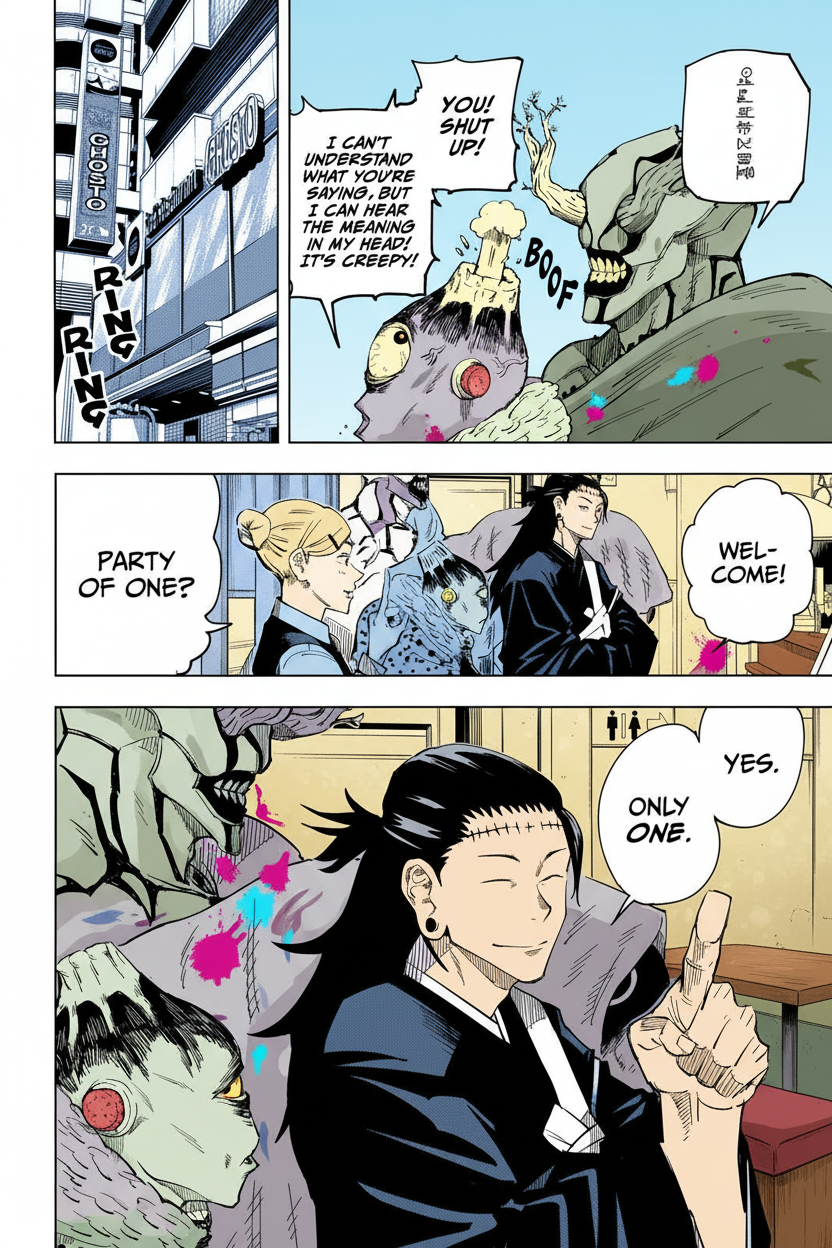 YOU!
SHUT
UP!
I CAN'T
UNDERSTAND
WHAT YOU'RE
SAYING, BUT
I CAN HEAR
THE MEANING
IN MY HEAD!
IT'S CREEPY!
BOOF
GHOSTO
GHOSTO
RING
RING
WEL-
COME!
PARTY
OF ONE?
YES.
ONLY
ONE.